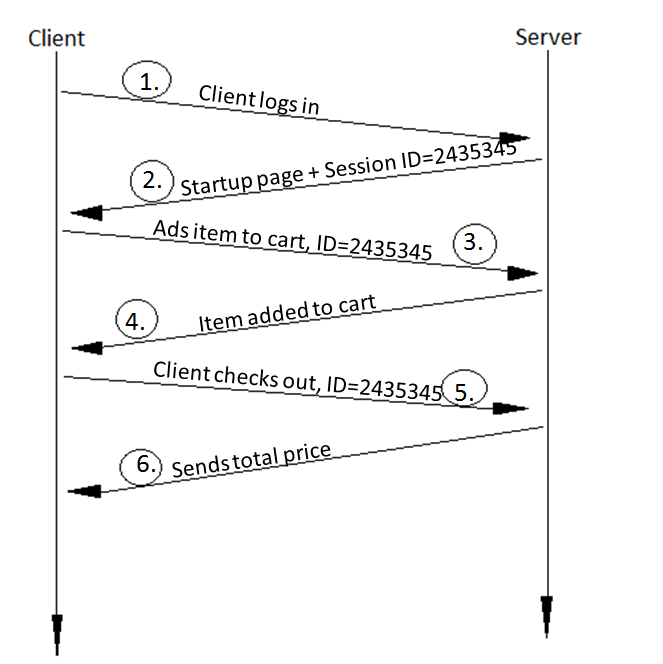 Client
Server
1.
Client logs in
2.
Startup page + Session ID=2435345
Ads item to cart, ID=2435345
3.
4.
Item added to cart
Client checks out, ID=2435345
5.
6.
Sends total price